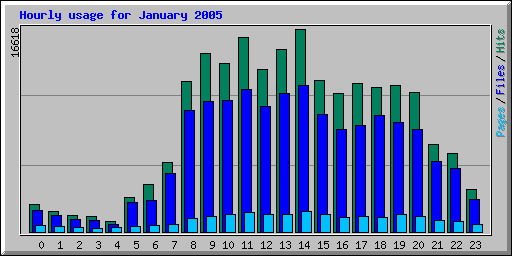 Hourly usage for January 2005
16618
Pages/Files/Hits
0 1 2 3 4 5 6 7 8 9 10 11 12 13 14 15 16 17 18 19 20 21 22 23